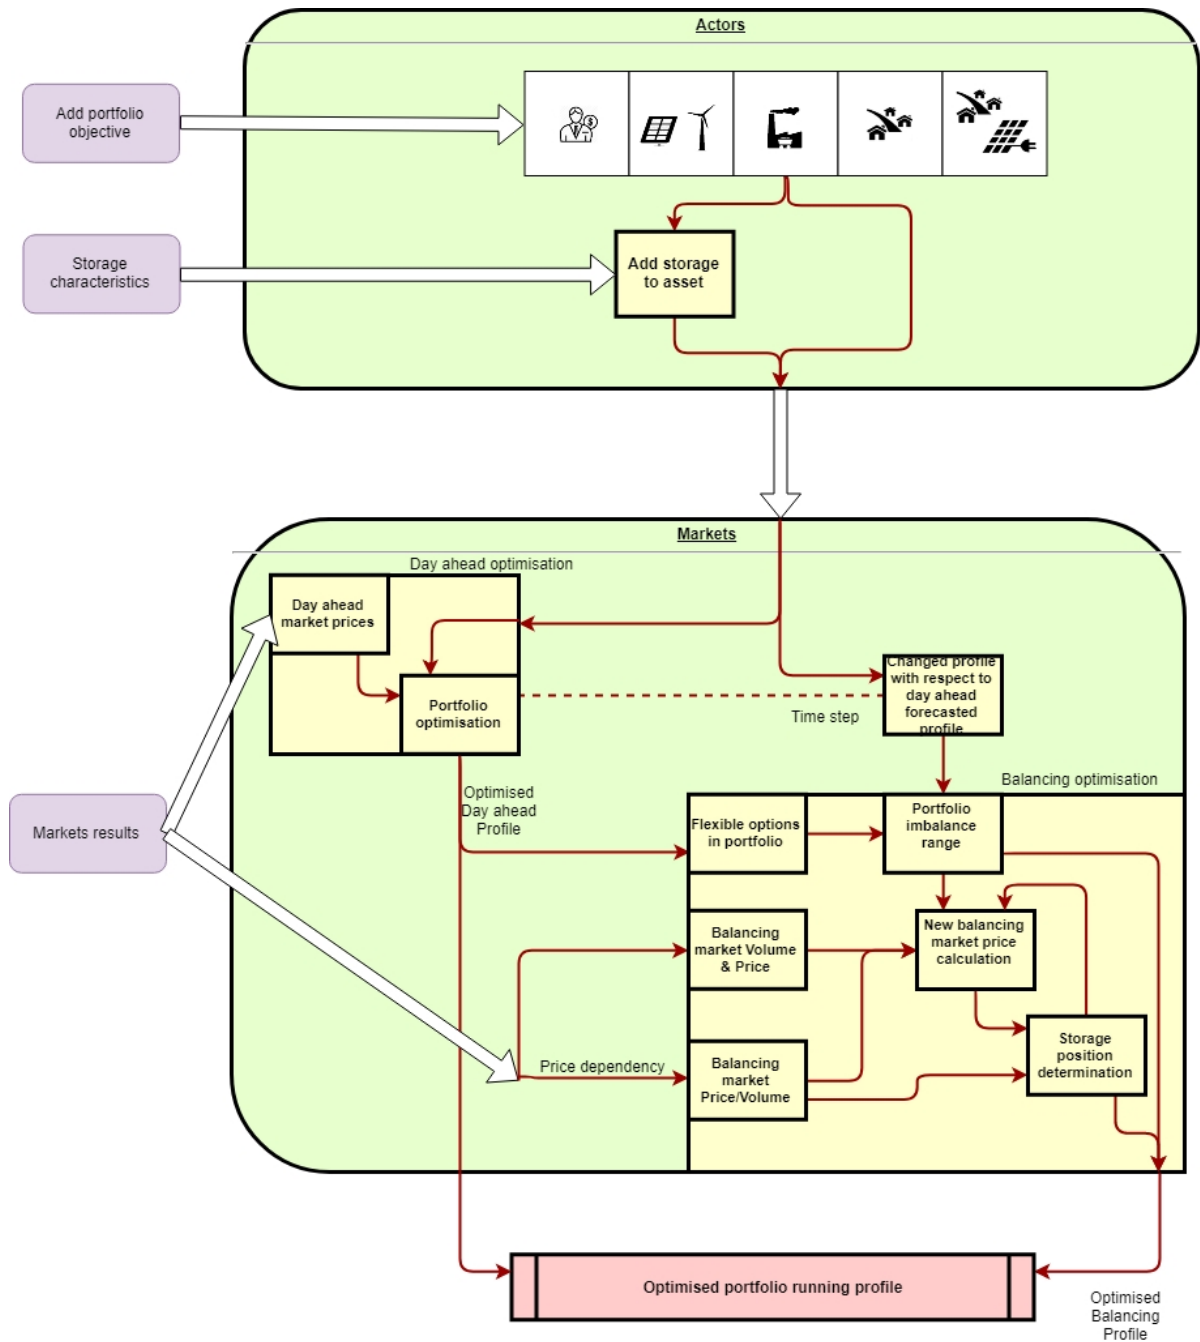 Actors
Add portfolio
objective
Storage
characteristics
Add storage
to asset
Markets
Day ahead optimisation
Day ahead
market prices
Portfolio
optimisation
Changed profile
with respect to
day ahead
forecasted
profile
Time step
Balancing optimisation
Optimised
Day ahead
Profile
Markets results
Flexible options
in portfolio
Portfolio
imbalance
range
Balancing
market Volume
& Price
New balancing
market price
calculation
Price dependency
Balancing
market
Price/Volume
Storage
position
determination
Optimised portfolio running profile
Optimised
Balancing
Profile